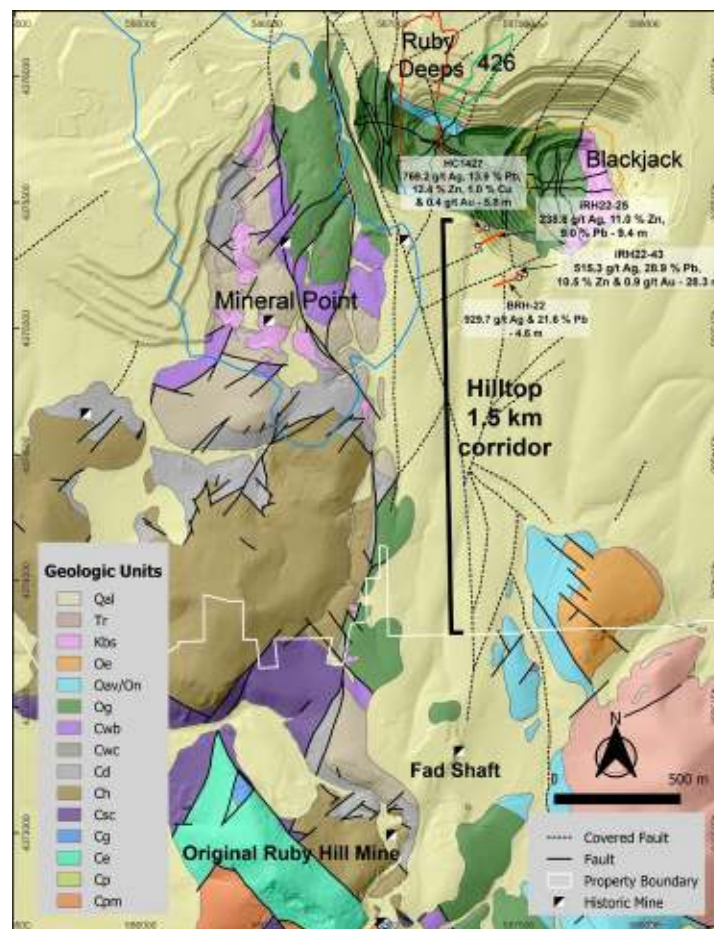 Ruby
Deeps
426
Blackjack
HC1427
769.2 g/t Ag, 13.9 % Pb,
12.4 % Zn, 1.0 % Cu
& 0.4 g/t Au - 5.8 m
iRH22-25
Ag, 11.0 % Zn,
9.0 % Pb - 9.4 m
iRH22-43
515.3 g/t Ag, 28.9 % Pb,
10.5 % Zn & 0.9 g/t Au - 28.3 m
BRH-22
929.7 g/t Ag & 21.6 % Pb
- 4.6 m
Mineral Point
Hilltop
1.5 km
corridor
Geologic Units
Qal
Tr
Kbs
Oe
Oav/On
Og
Cwb
Cwc
Cd
Ch
Csc
Cg
Ce
Cp
Cpm
Fad Shaft
Original Ruby Hill Mine
N
0
500 m
Covered Fault
Fault
Property Boundary
Historic Mine